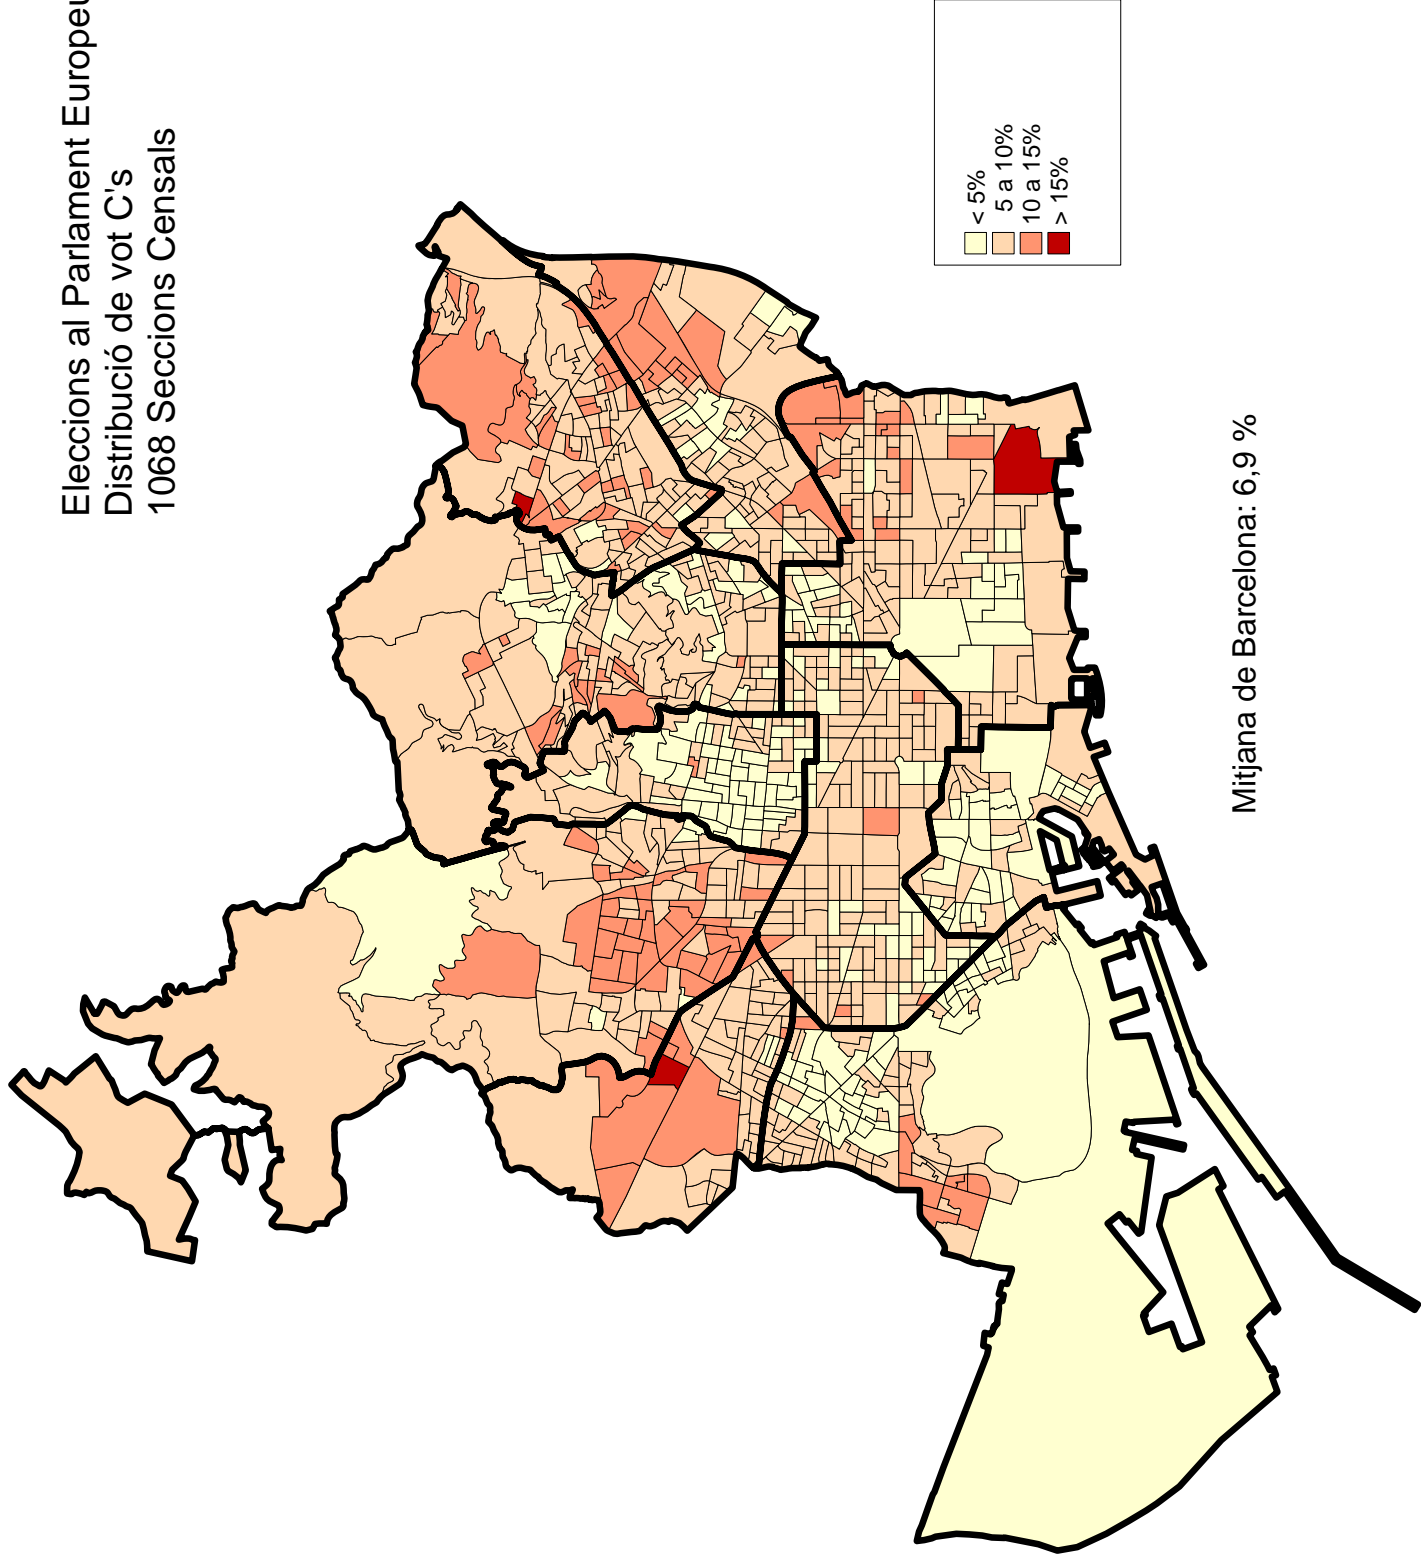 Eleccions al Parlament Europeu
Distribució de vot C's
1068 Seccions Censals
< 5%
5 a 10%
10 a 15%
> 15%
Mitjana de Barcelona: 6,9 %